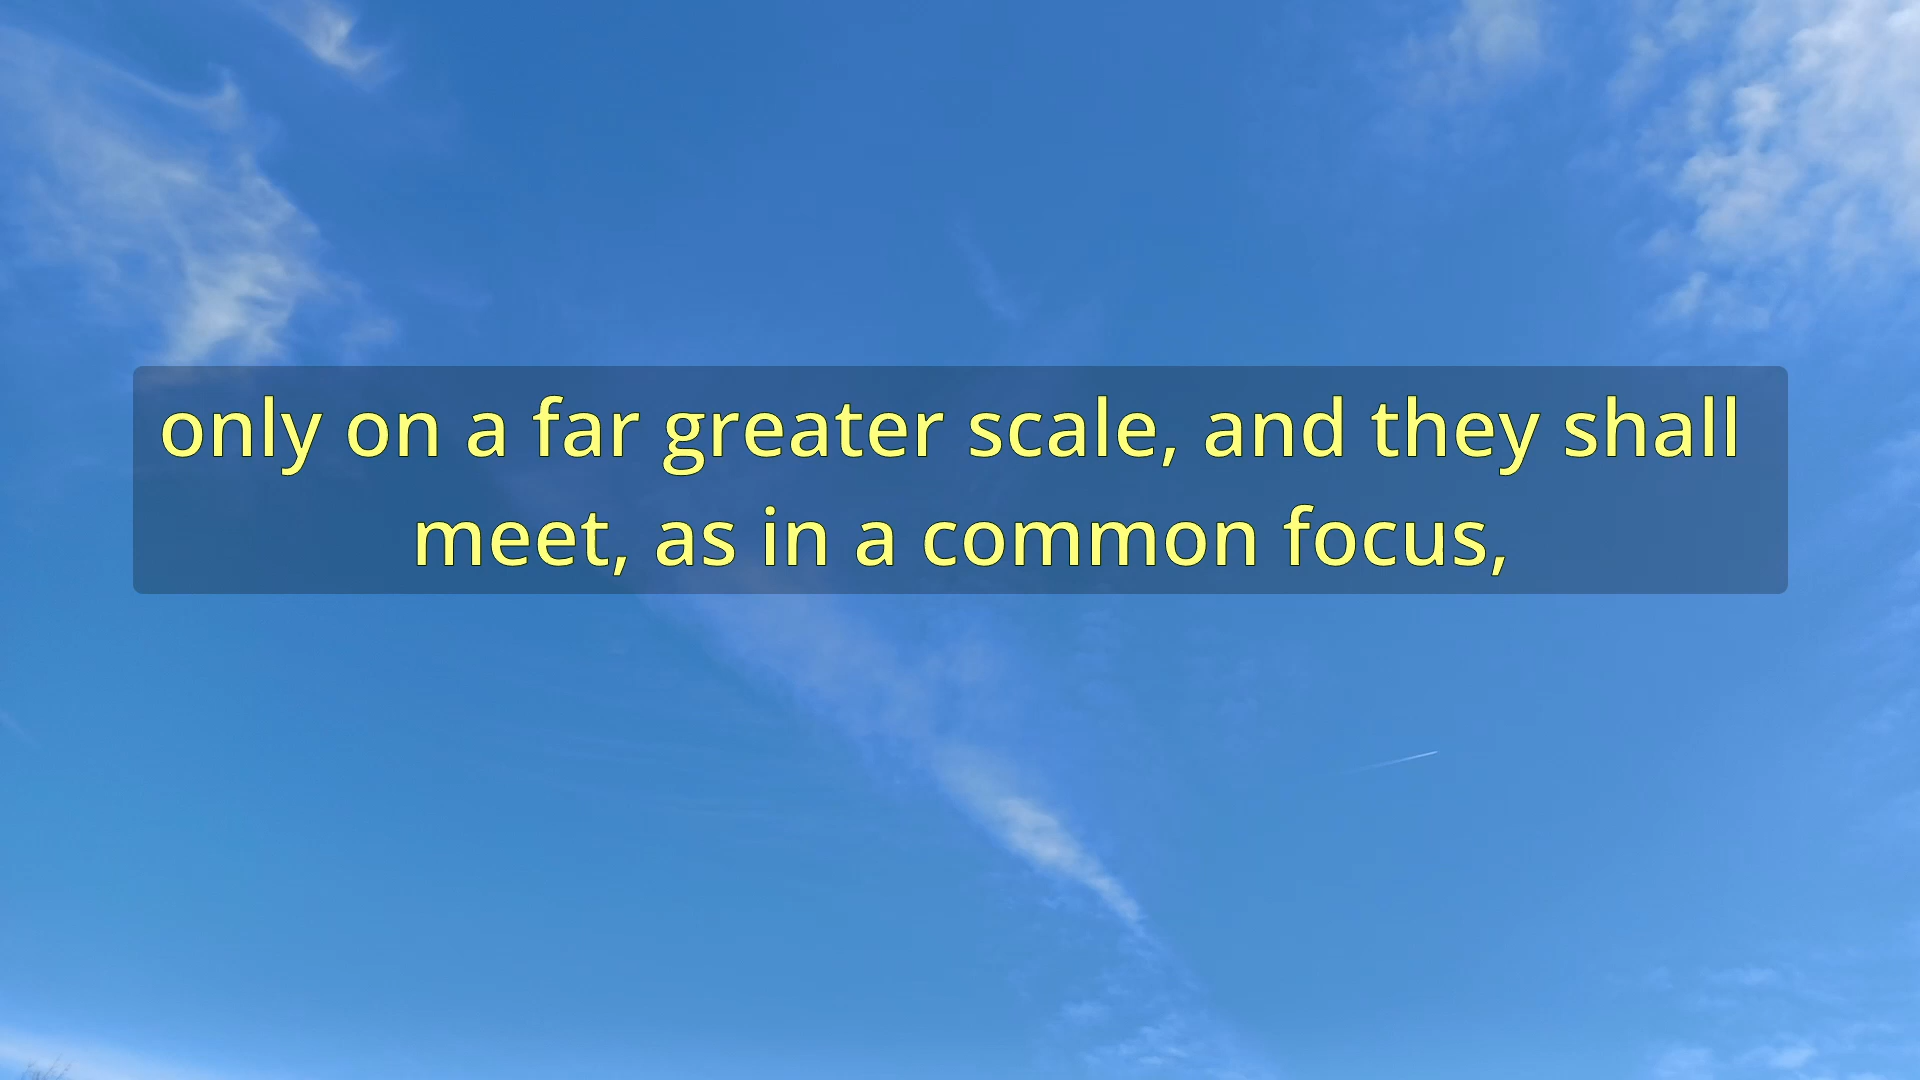 only on a far greater scale, and they shall
meet, as in a common focus,